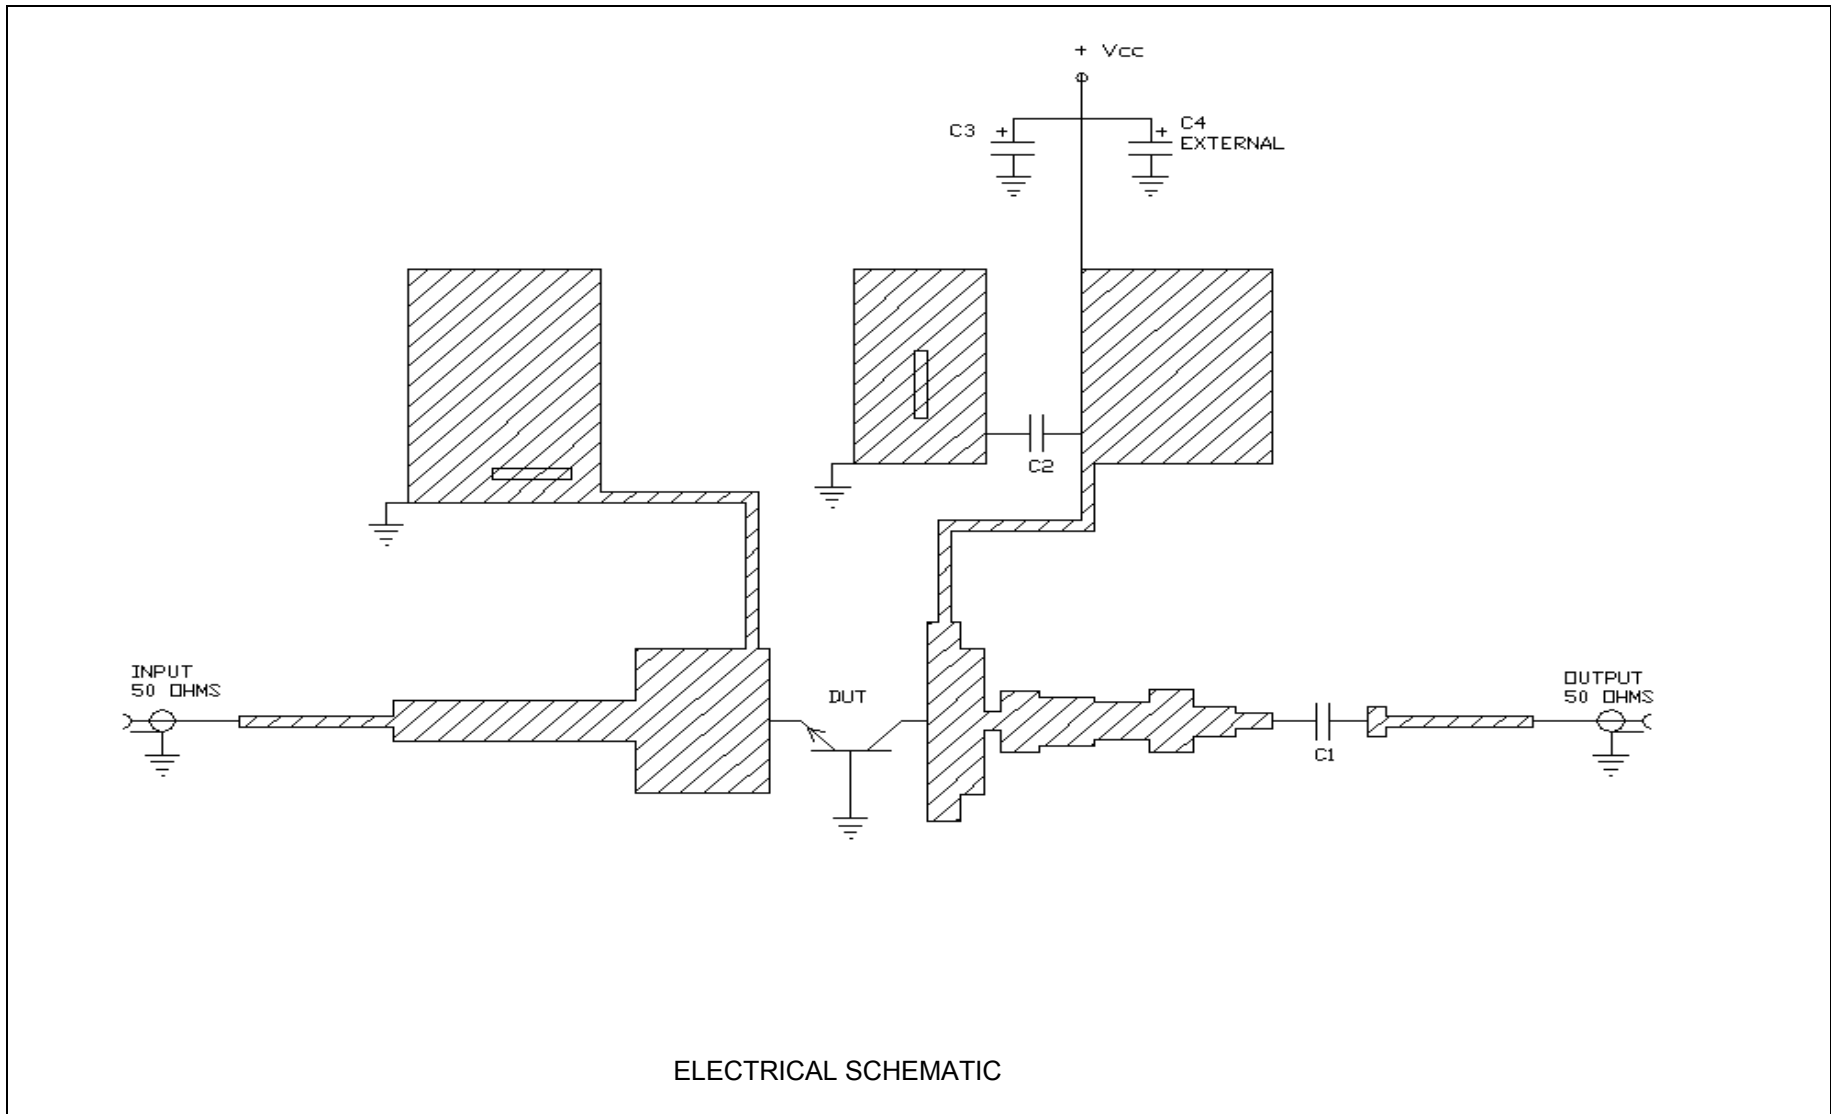 + Vcc
C3 +
+ C4
EXTERNAL
C2
INPUT
50 OHMS
DUT
C1
OUTPUT
50 OHMS
ELECTRICAL SCHEMATIC